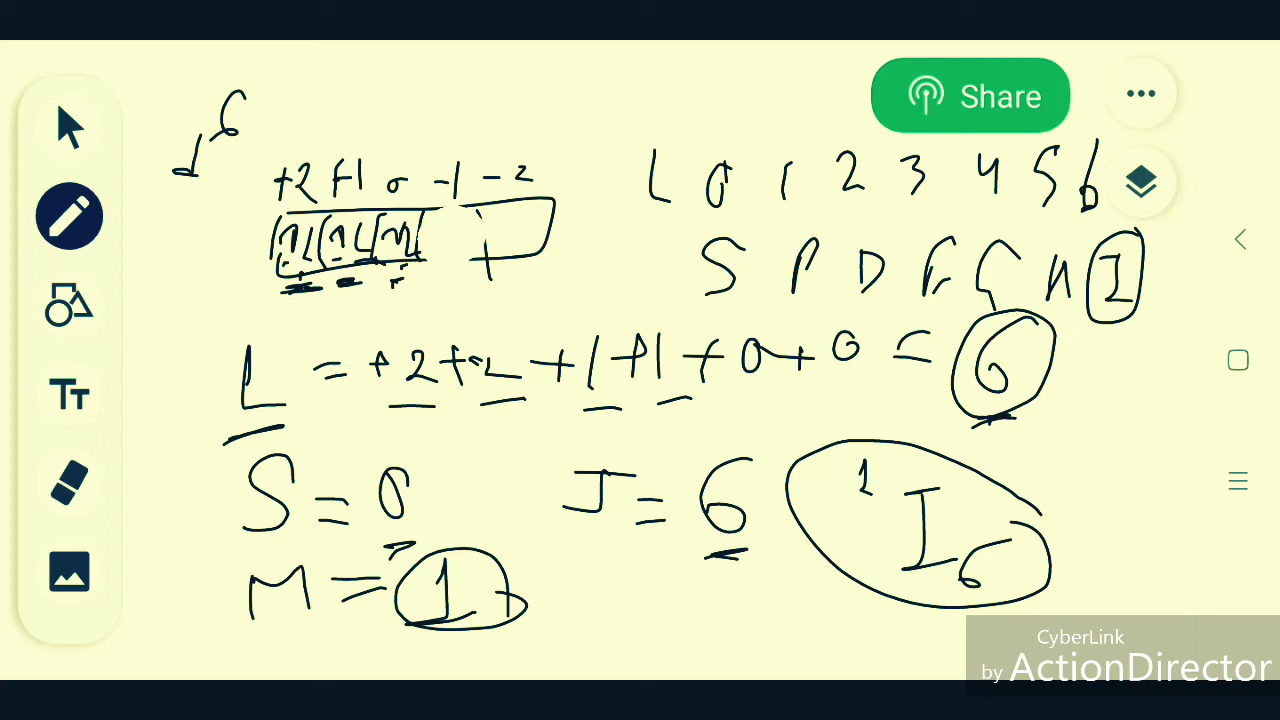 Share
d6
+2 +1 0 -1 -2
L 0 1 2 3 4 5 6
S P D F G H I
L = +2+2+1+1+0+0 = 6
S = 0
J = 6
1I6
M = 1
CyberLink
by ActionDirector
Tт